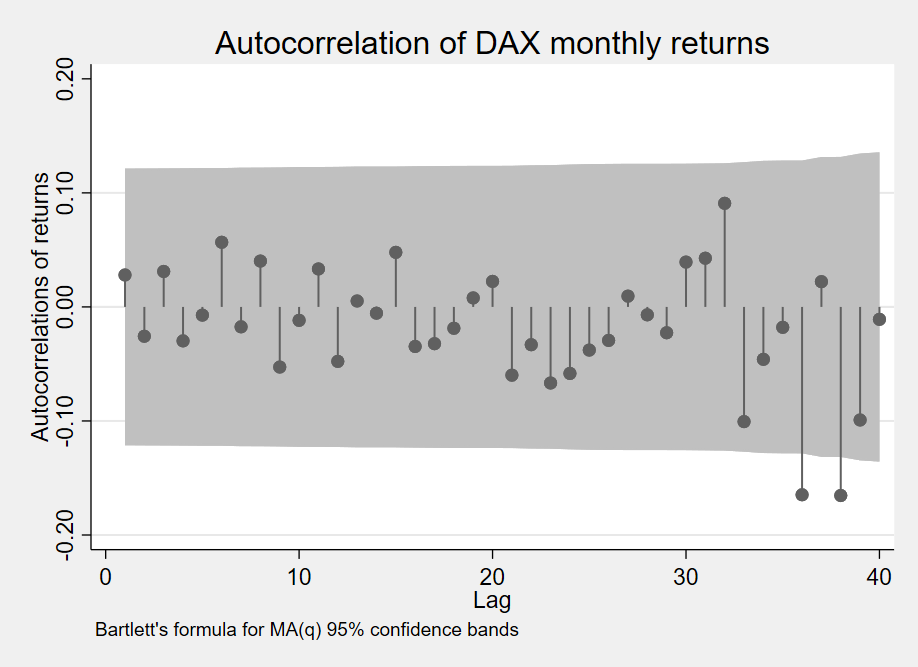 Autocorrelation of DAX monthly returns
Autocorrelations of returns
0.20
0.10
0.00
-0.10
-0.20
0 10 20 30 40
Lag
Bartlett's formula for MA(q) 95% confidence bands